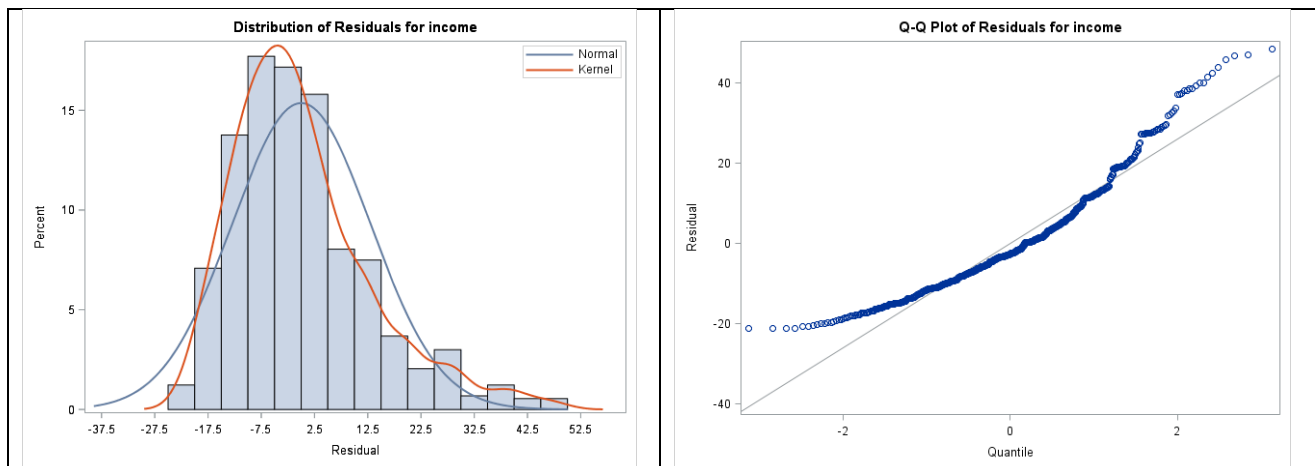 Distribution of Residuals for income
Normal
Kernel
15
10
5
0
Percent
-37.5 -27.5 -17.5 -7.5 2.5 12.5 22.5 32.5 42.5 52.5
Residual
Q-Q Plot of Residuals for income
40
20
0
-20
-40
Residual
-2 0 2
Quantile